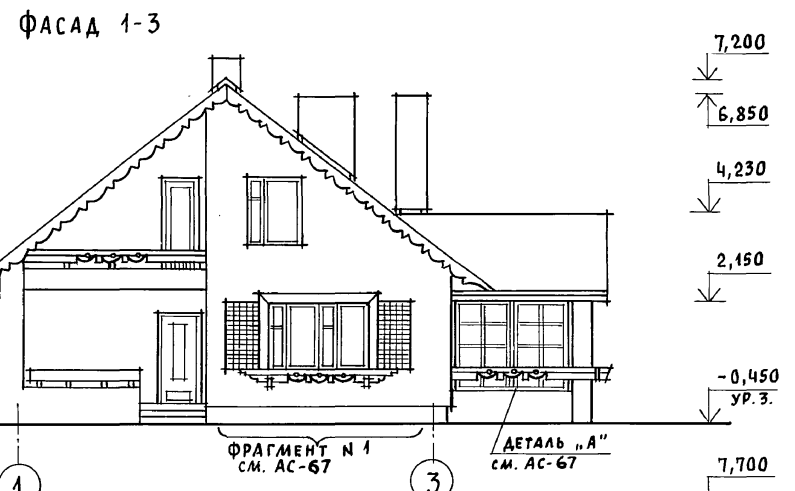 ФАСАД 1-3
7,200
6,850
4,230
2,150
-0,450
УР.З.
ФРАГМЕНТ N 1
СМ. АС-67
ДЕТАЛЬ „А"
СМ. АС-67
1
3
7,700